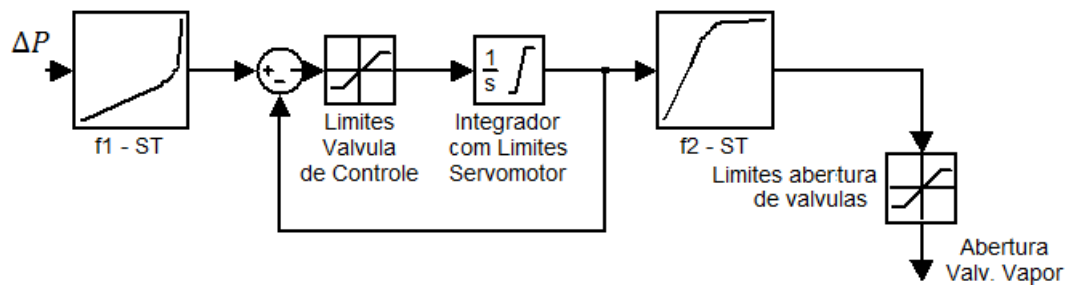 ΔP
f1 - ST
+
-
Limites
Valvula
de Controle
1
s
Integrador
com Limites
Servomotor
f2 - ST
Limites abertura
de valvulas
Abertura
Valv. Vapor